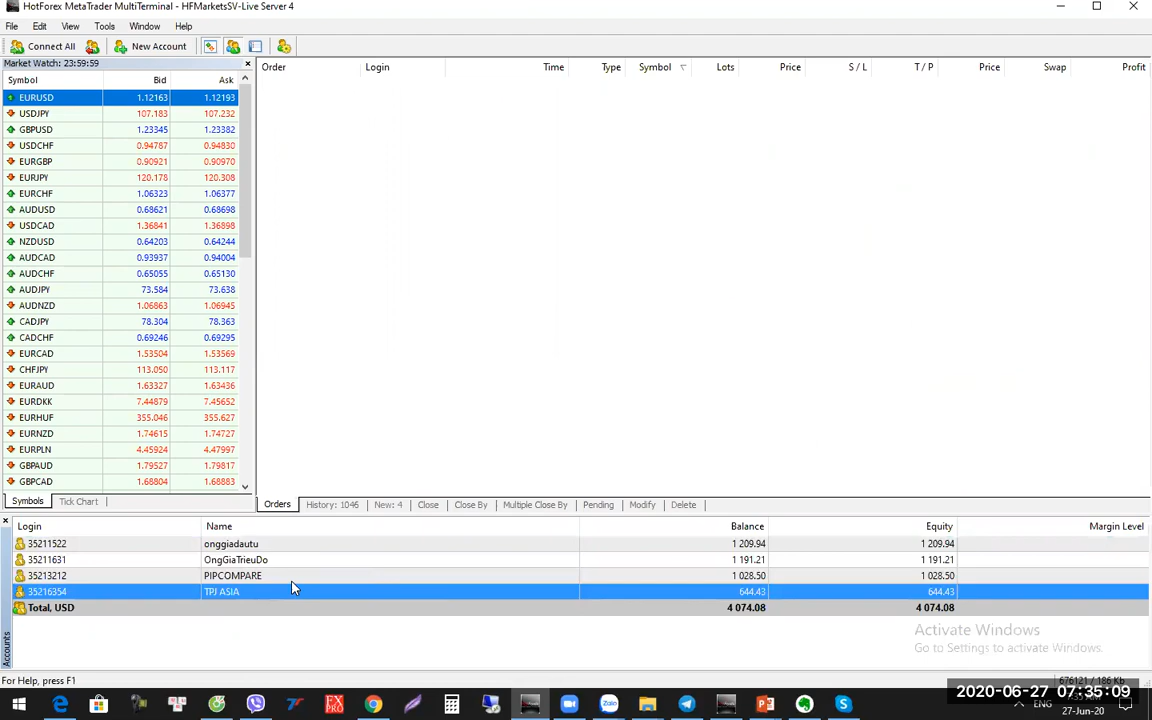 HotForex MetaTrader MultiTerminal - HFMarketsSV-Live Server 4
File Edit View Tools Window Help
Connect All New Account
Market Watch: 23:59:59
Symbol Bid Ask
EURUSD 1.12163 1.12193
USDJPY 107.183 107.232
GBPUSD 1.23345 1.23382
USDCHF 0.94787 0.94830
EURGBP 0.90921 0.90970
EURJPY 120.178 120.308
EURCHF 1.06323 1.06377
AUDUSD 0.68621 0.68698
USDCAD 1.36841 1.36898
NZDUSD 0.64203 0.64244
AUDCAD 0.93937 0.94004
AUDCHF 0.65055 0.65130
AUDJPY 73.584 73.638
AUDNZD 1.06863 1.06945
CADJPY 78.304 78.363
CADCHF 0.69246 0.69295
EURCAD 1.53504 1.53569
CHFJPY 113.050 113.117
EURAUD 1.63327 1.63436
EURDKK 7.44879 7.45652
EURHUF 355.046 355.627
EURNZD 1.74615 1.74727
EURPLN 4.45924 4.47997
GBPAUD 1.79527 1.79817
GBPCAD 1.68804 1.68883
Symbols Tick Chart
Order Login Time Type Symbol Lots Price S / L T / P Price Swap Profit
Orders History: 1046 New: 4 Close Close By Multiple Close By Pending Modify Delete
Login Name Balance Equity Margin Level
35211522 onggiadautu 1 209.94 1 209.94
35211631 OngGiaTrieuDo 1 191.21 1 191.21
35213212 PIPCOMPARE 1 028.50 1 028.50
35216354 TPJ ASIA 644.43 644.43
Total, USD 4 074.08 4 074.08
Accounts
Activate Windows
Go to Settings to activate Windows.
For Help, press F1
676121 / 186 Kb
2020-06-27 07:35:09
EX PRO
Zalo
ENG
27-Jun-20